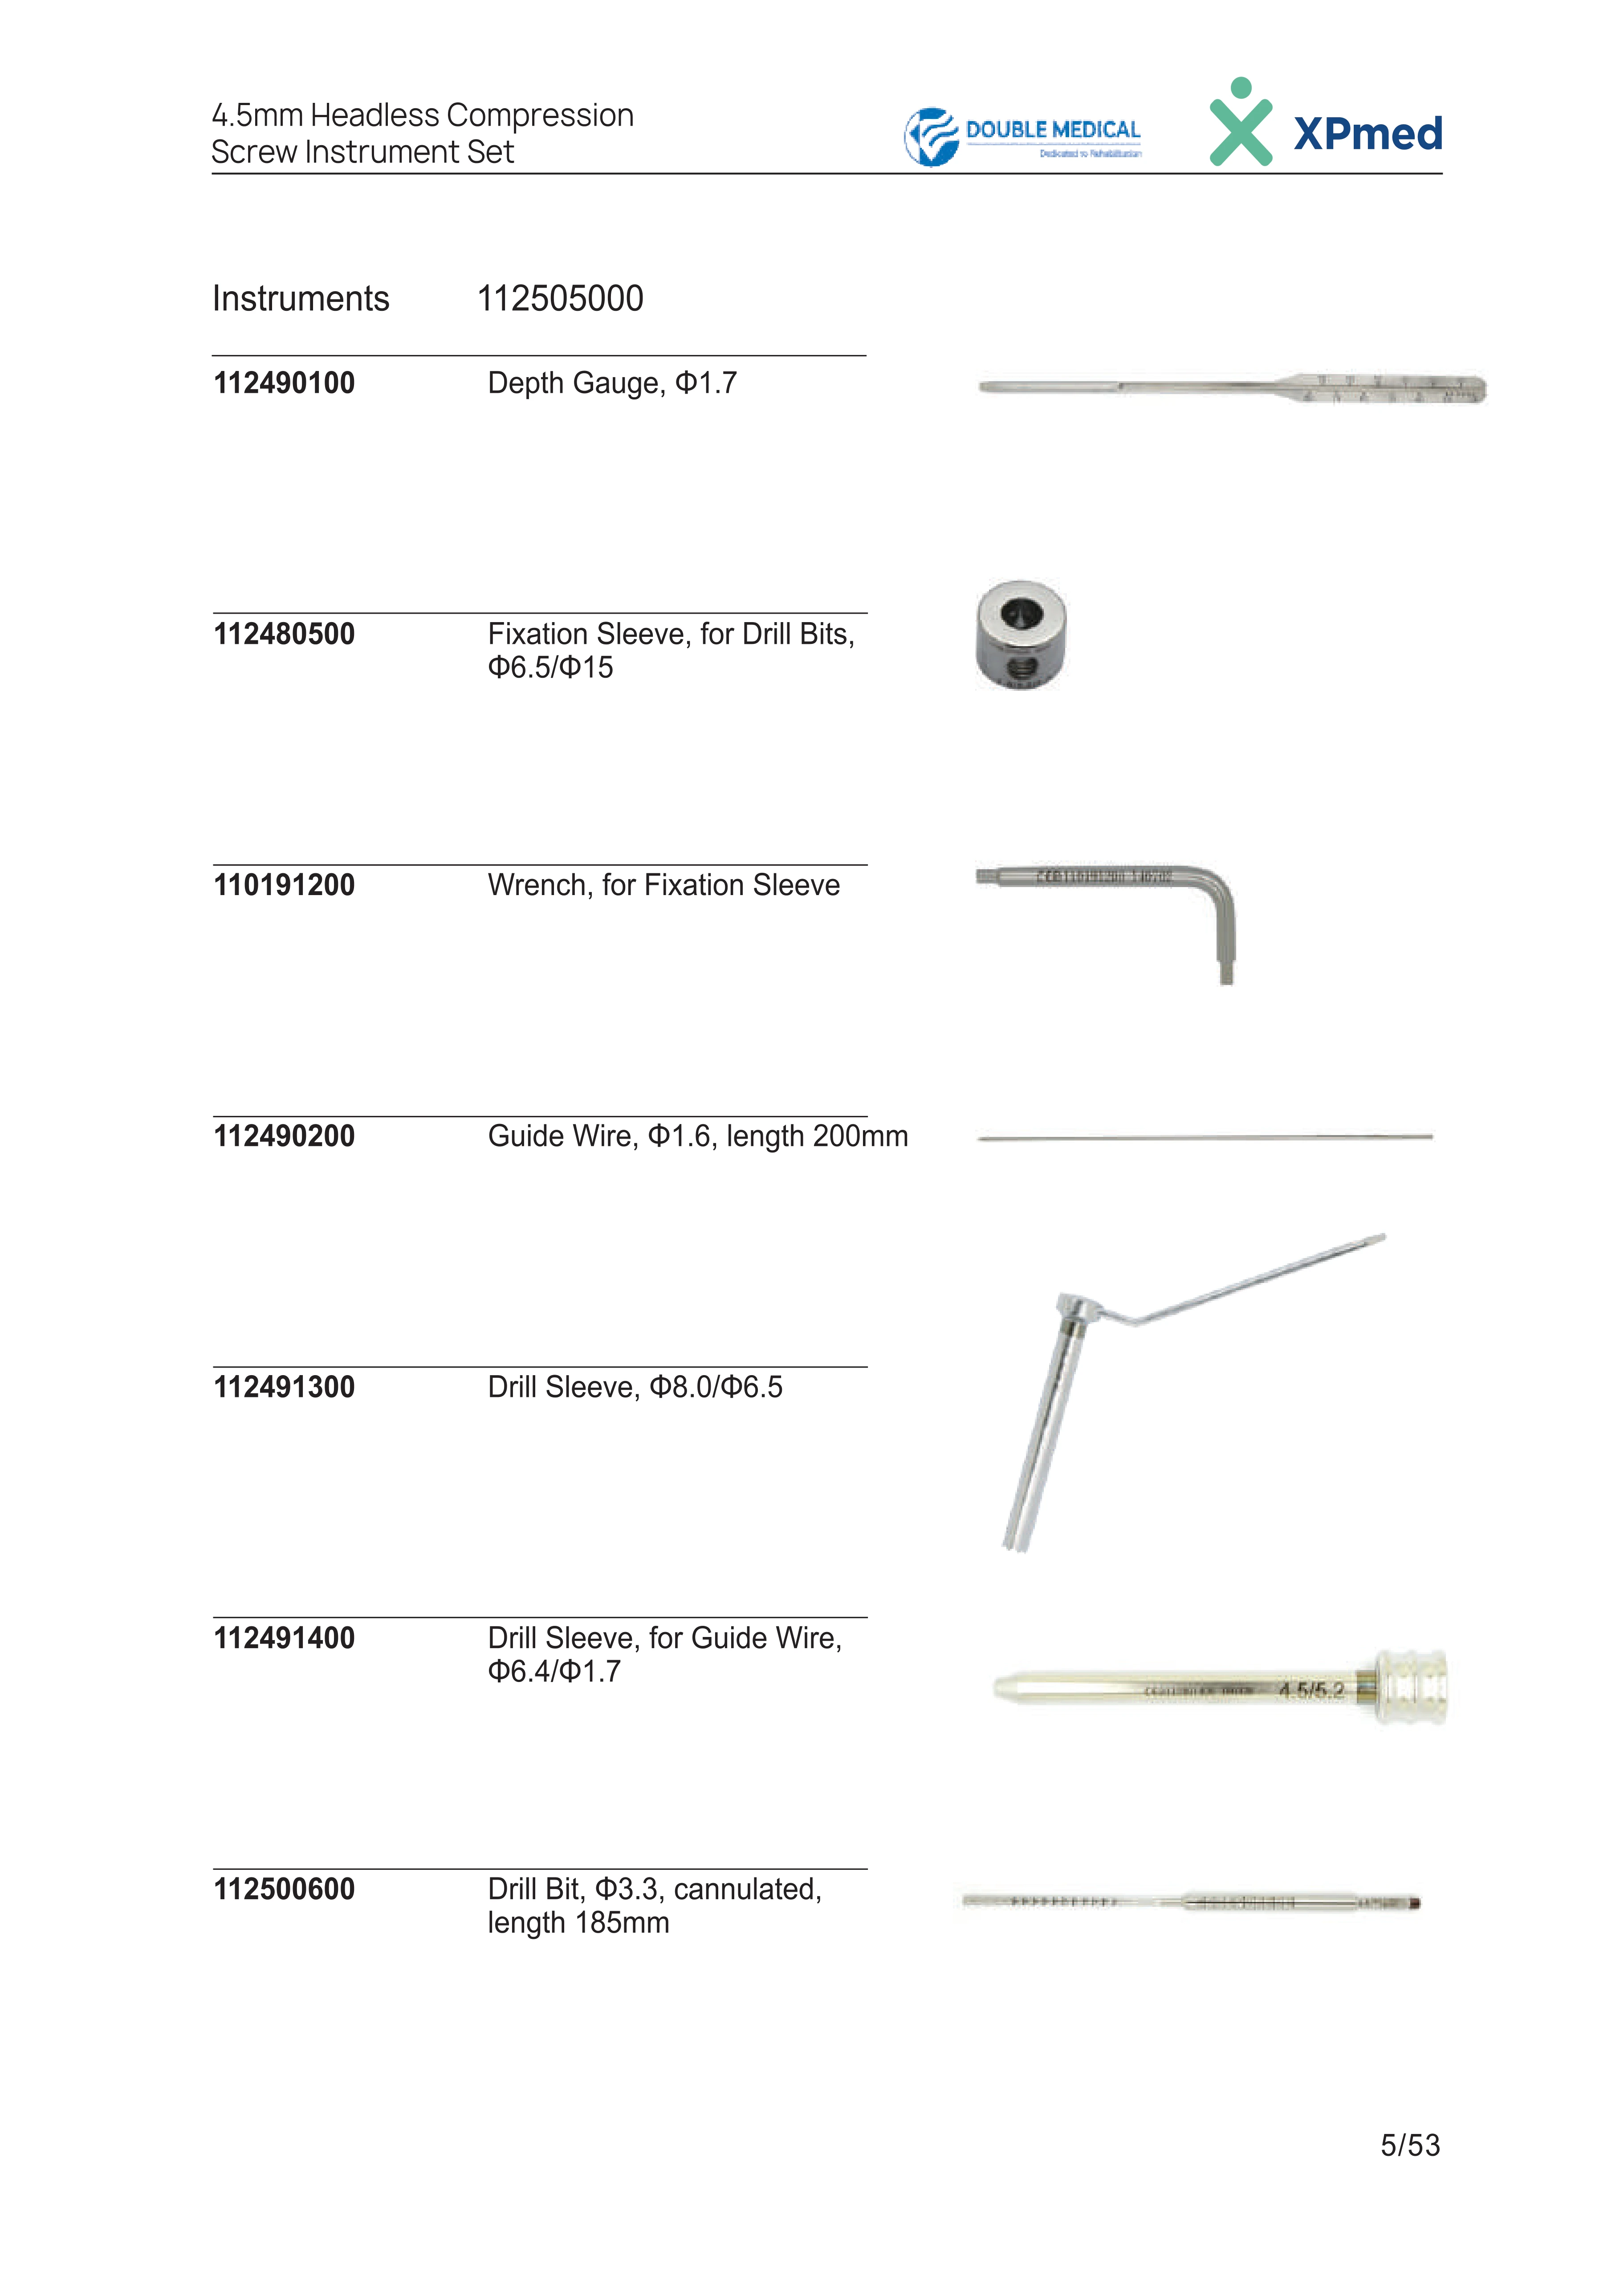 4.5mm Headless Compression
Screw Instrument Set
DOUBLE MEDICAL
Dedicated to Rehabilitation
XPmed
Instruments 112505000
112490100 Depth Gauge, Φ1.7
112480500 Fixation Sleeve, for Drill Bits,
Φ6.5/Φ15
110191200 Wrench, for Fixation Sleeve
112490200 Guide Wire, Φ1.6, length 200mm
112491300 Drill Sleeve, Φ8.0/Φ6.5
112491400 Drill Sleeve, for Guide Wire,
Φ6.4/Φ1.7
4.5/5.2
112500600 Drill Bit, Φ3.3, cannulated,
length 185mm
5/53